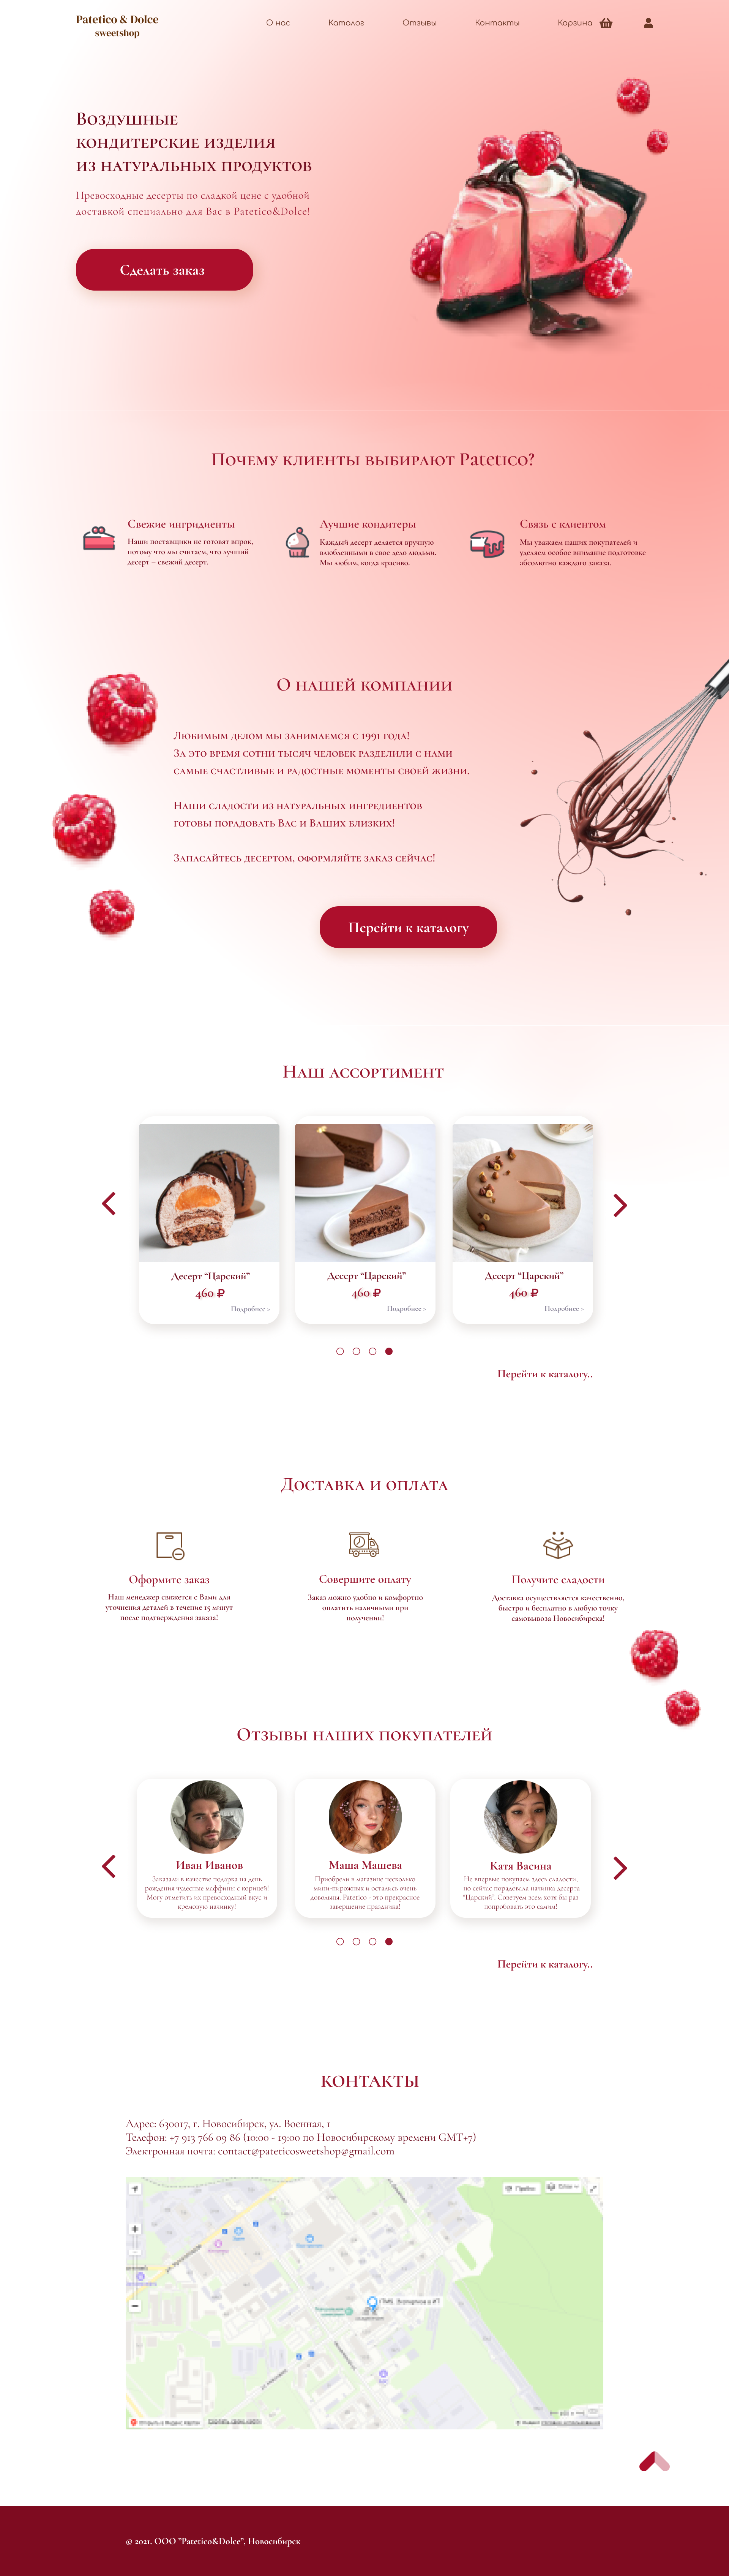 Patetico & Dolce
sweetshop
О нас
Каталог
Отзывы
Контакты
Корзина
Воздушные
кондитерские изделия
из натуральных продуктов
Превосходные десерты по сладкой цене с удобной
доставкой специально для Вас в Patetico&Dolce!
Сделать заказ
Почему клиенты выбирают Patetico?
Свежие ингридиенты
Наши поставщики не готовят впрок,
потому что мы считаем, что лучший
десерт – свежий десерт.
Лучшие кондитеры
Каждый десерт делается вручную
влюбленными в свое дело людьми.
Мы любим, когда красиво.
Связь с клиентом
Мы уважаем наших покупателей и
уделяем особое внимание подготовке
абсолютно каждого заказа.
О нашей компании
Любимым делом мы занимаемся с 1991 года!
За это время сотни тысяч человек разделили с нами
самые счастливые и радостные моменты своей жизни.
Наши сладости из натуральных ингредиентов
готовы порадовать Вас и Ваших близких!
Запасайтесь десертом, оформляйте заказ сейчас!
Перейти к каталогу
Наш ассортимент
Десерт “Царский”
460 ₽
Подробнее >
Десерт “Царский”
460 ₽
Подробнее >
Десерт “Царский”
460 ₽
Подробнее >
Перейти к каталогу..
Доставка и оплата
Оформите заказ
Наш менеджер свяжется с Вами для
уточнения деталей в течение 15 минут
после подтверждения заказа!
Совершите оплату
Заказ можно удобно и комфортно
оплатить наличными при
получении!
Получите сладости
Доставка осуществляется качественно,
быстро и бесплатно в любую точку
самовывоза Новосибирска!
Отзывы наших покупателей
Иван Иванов
Заказали в качестве подарка на день
рождения чудесные маффины с корицей!
Могу отметить их превосходный вкус и
кремовую начинку!
Маша Машева
Приобрели в магазине несколько
мини-пирожных и остались очень
довольны. Patetico - это прекрасное
завершение праздника!
Катя Васина
Не впервые покупаем здесь сладости,
но сейчас порадовала начинка десерта
“Царский”. Советуем всем хотя бы раз
попробовать это самим!
Перейти к каталогу..
КОНТАКТЫ
Адрес: 630017, г. Новосибирск, ул. Военная, 1
Телефон: +7 913 766 09 86 (10:00 - 19:00 по Новосибирскому времени GMT+7)
Электронная почта: contact@pateticosweetshop@gmail.com
© 2021. ООО "Patetico&Dolce", Новосибирск